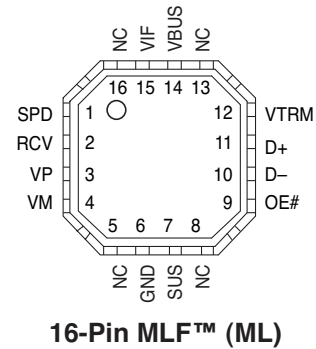 NC VIF VBUS NC
16 15 14 13
SPD 1 12 VTRM
RCV 2 11 D+
VP 3 10 D–
VM 4 9 OE#
5 6 7 8
NC GND SUS NC
16-Pin MLF™ (ML)